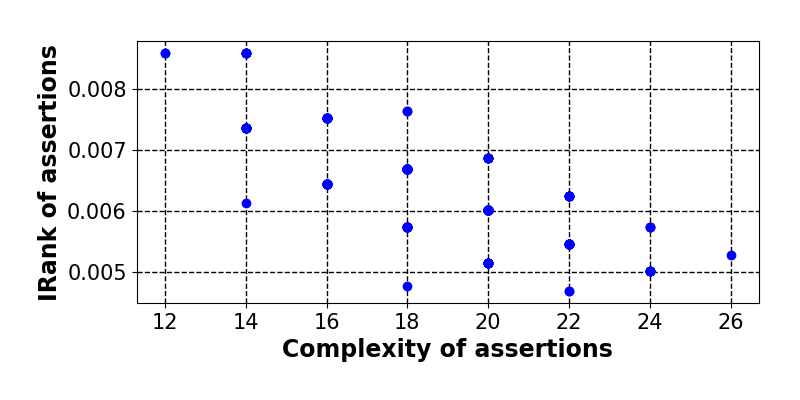 IRank of assertions
0.008
0.007
0.006
0.005
12 14 16 18 20 22 24 26
Complexity of assertions